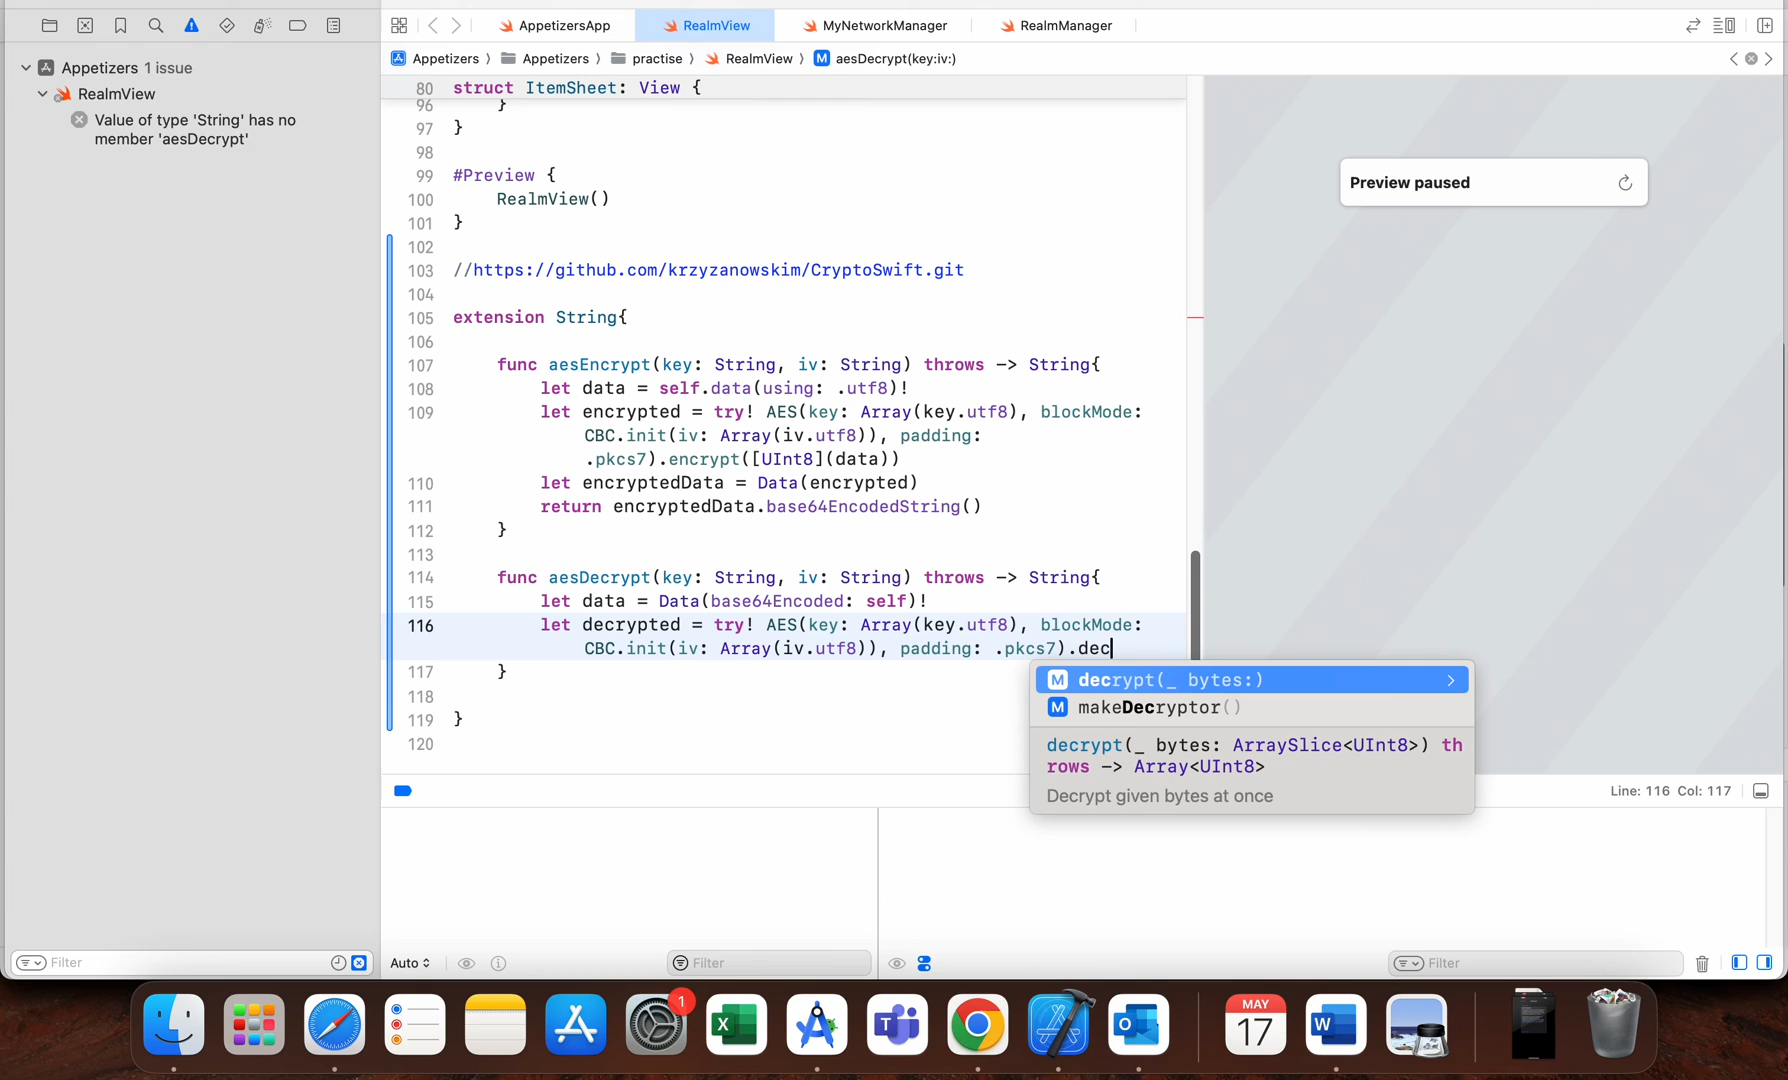 AppetizersApp
RealmView
MyNetworkManager
RealmManager
Appetizers 1 issue
RealmView
Value of type 'String' has no
member 'aesDecrypt'
Appetizers 〉 Appetizers 〉 practise 〉 RealmView 〉 M aesDecrypt(key:iv:)
80 struct ItemSheet: View {
96 }
97 }
98
99 #Preview {
100 RealmView()
101 }
102
103 //https://github.com/krzyzanowskim/CryptoSwift.git
104
105 extension String{
106
107 func aesEncrypt(key: String, iv: String) throws -> String{
108 let data = self.data(using: .utf8)!
109 let encrypted = try! AES(key: Array(key.utf8), blockMode:
CBC.init(iv: Array(iv.utf8)), padding:
.pkcs7).encrypt([UInt8](data))
110 let encryptedData = Data(encrypted)
111 return encryptedData.base64EncodedString()
112 }
113
114 func aesDecrypt(key: String, iv: String) throws -> String{
115 let data = Data(base64Encoded: self)!
116 let decrypted = try! AES(key: Array(key.utf8), blockMode:
CBC.init(iv: Array(iv.utf8)), padding: .pkcs7).dec
117 }
118
119 }
120
M decrypt(_ bytes:)
M makeDecryptor()
decrypt(_ bytes: ArraySlice<UInt8>) th
rows -> Array<UInt8>
Decrypt given bytes at once
Preview paused
Line: 116 Col: 117
Filter
Auto
Filter
Filter
1
MAY
17